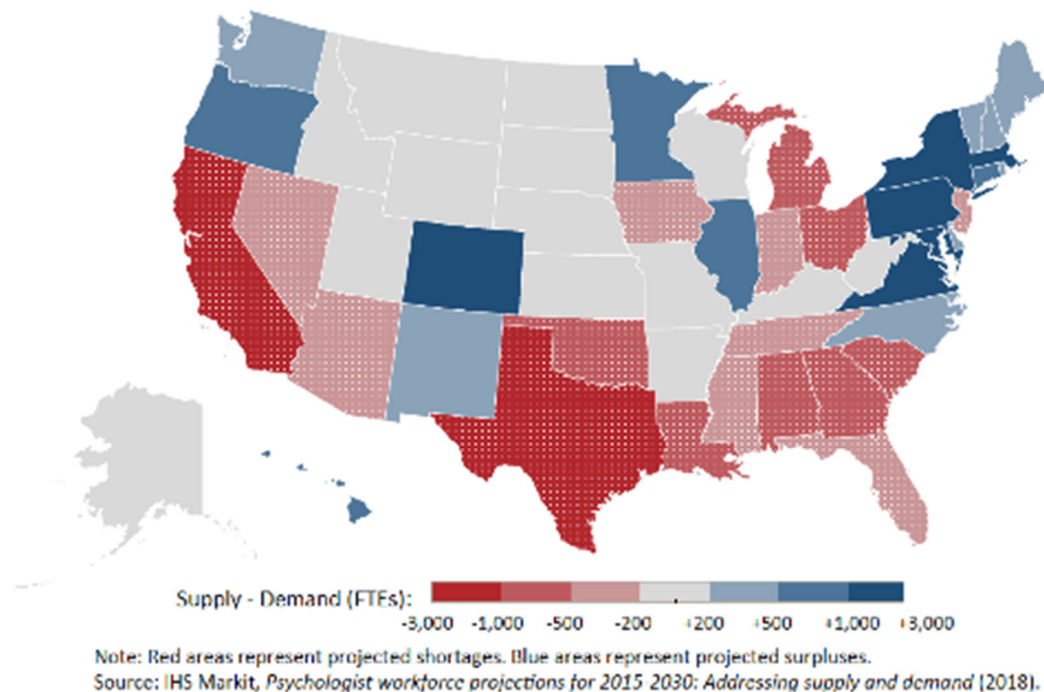 Supply - Demand (FTEs):
-3,000 -1,000 -500 -200 +200 +500 +1,000 +3,000
Note: Red areas represent projected shortages. Blue areas represent projected surpluses.
Source: IHS Markit, Psychologist workforce projections for 2015-2030: Addressing supply and demand (2018),